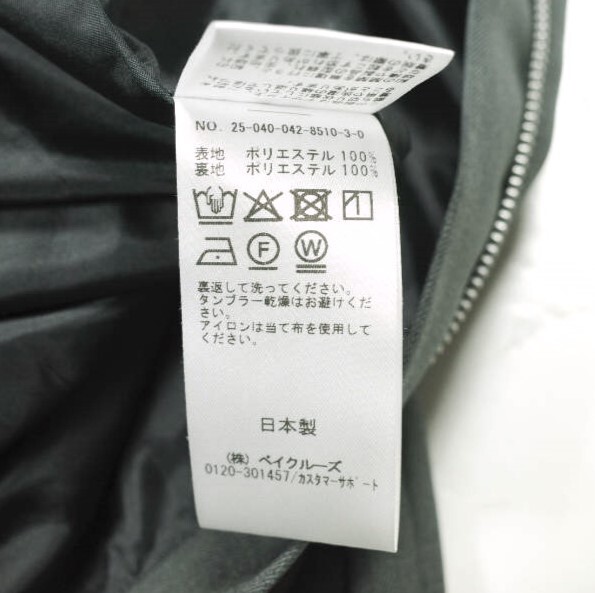 NO. 25-040-042-8510-3-0
表地 ポリエステル 100%
裏地 ポリエステル 100%
F W
裏返して洗ってください。
タンブラー乾燥はお避けくだ
さい。
アイロンは当て布を使用して
ください。
日本製
(株) ベイクルーズ
0120-301457/カスタマーサポート